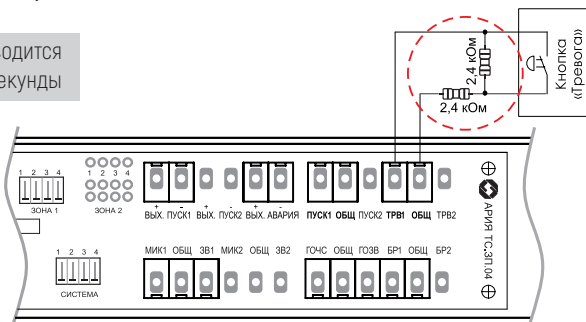 водится
екунды
2,4 кОм
2,4 кОм
Кнопка
«Тревога»
1 2 3 4
ЗОНА 1
1 2 3 4
ЗОНА 2
+ - + - + -
ВЫХ. ПУСК1 ВЫХ. ПУСК2 ВЫХ. АВАРИЯ
ПУСК1 ОБЩ ПУСК2 ТРВ1 ОБЩ ТРВ2
АРИЯ ТС.ЗП.04
1 2 3 4
СИСТЕМА
МИК1 ОБЩ ЗВ1 МИК2 ОБЩ ЗВ2
ГОЧС ОБЩ ГОЗВ БР1 ОБЩ БР2